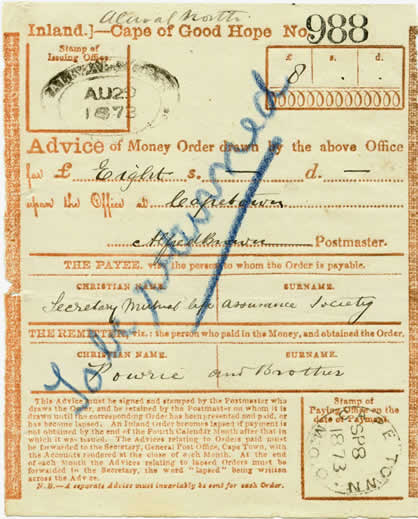 Aliwal North
Inland.]—Cape of Good Hope No. 988
Stamp of
Issuing Office.
£ s. d.
8 . .
AU 29
1873
Advice of Money Order drawn by the above Office
for £ Eight s. — d. —
upon the Office at Capetown
Alfred Brown Postmaster.
THE PAYEE, viz.: the person to whom the Order is payable.
CHRISTIAN NAME. SURNAME.
Secretary Mutual Life Assurance Society
THE REMITTER, viz.: the person who paid in the Money, and obtained the Order.
CHRISTIAN NAME. SURNAME.
Powrie and Brother
This Advice must be signed and stamped by the Postmaster who
draws the Order, and be retained by the Postmaster on whom it is
drawn until the corresponding Order has been presented and paid, or
has become lapsed. An Inland Order becomes lapsed if payment is
not obtained by the end of the Fourth Calendar Month after that in
which it was issued. The Advices relating to Orders paid must
be forwarded to the Secretary, General Post Office, Cape Town, with
the Accounts rendered at the close of each Month. At the end
of each Month the Advices relating to lapsed Orders must be
forwarded to the Secretary, the word "lapsed" being written
across the Advice.
N.B.—A separate Advice must invariably be sent for each Order.
Stamp of
Paying Office on the
date of Payment.
E TOWN
SP 8
1873
M.O.O.